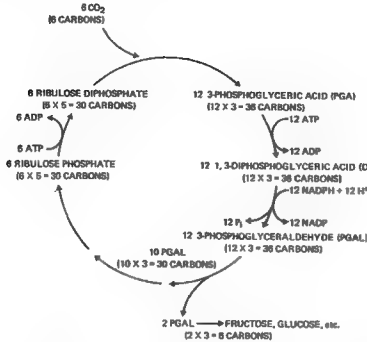 6 CO₂
(6 CARBONS)
6 RIBULOSE DIPHOSPHATE
(6 X 5 = 30 CARBONS)
12 3-PHOSPHOGLYCERIC ACID (PGA)
(12 X 3 = 36 CARBONS)
6 ADP
12 ATP
6 ATP
12 ADP
6 RIBULOSE PHOSPHATE
(6 X 5 = 30 CARBONS)
12 1, 3-DIPHOSPHOGLYCERIC ACID (D
(12 X 3 = 36 CARBONS)
12 NADPH + 12 H⁺
12 Pᵢ
12 NADP
12 3-PHOSPHOGLYCERALDEHYDE (PGAL)
(12 X 3 = 36 CARBONS)
10 PGAL
(10 X 3 = 30 CARBONS)
2 PGAL
FRUCTOSE, GLUCOSE, etc.
(2 X 3 = 6 CARBONS)